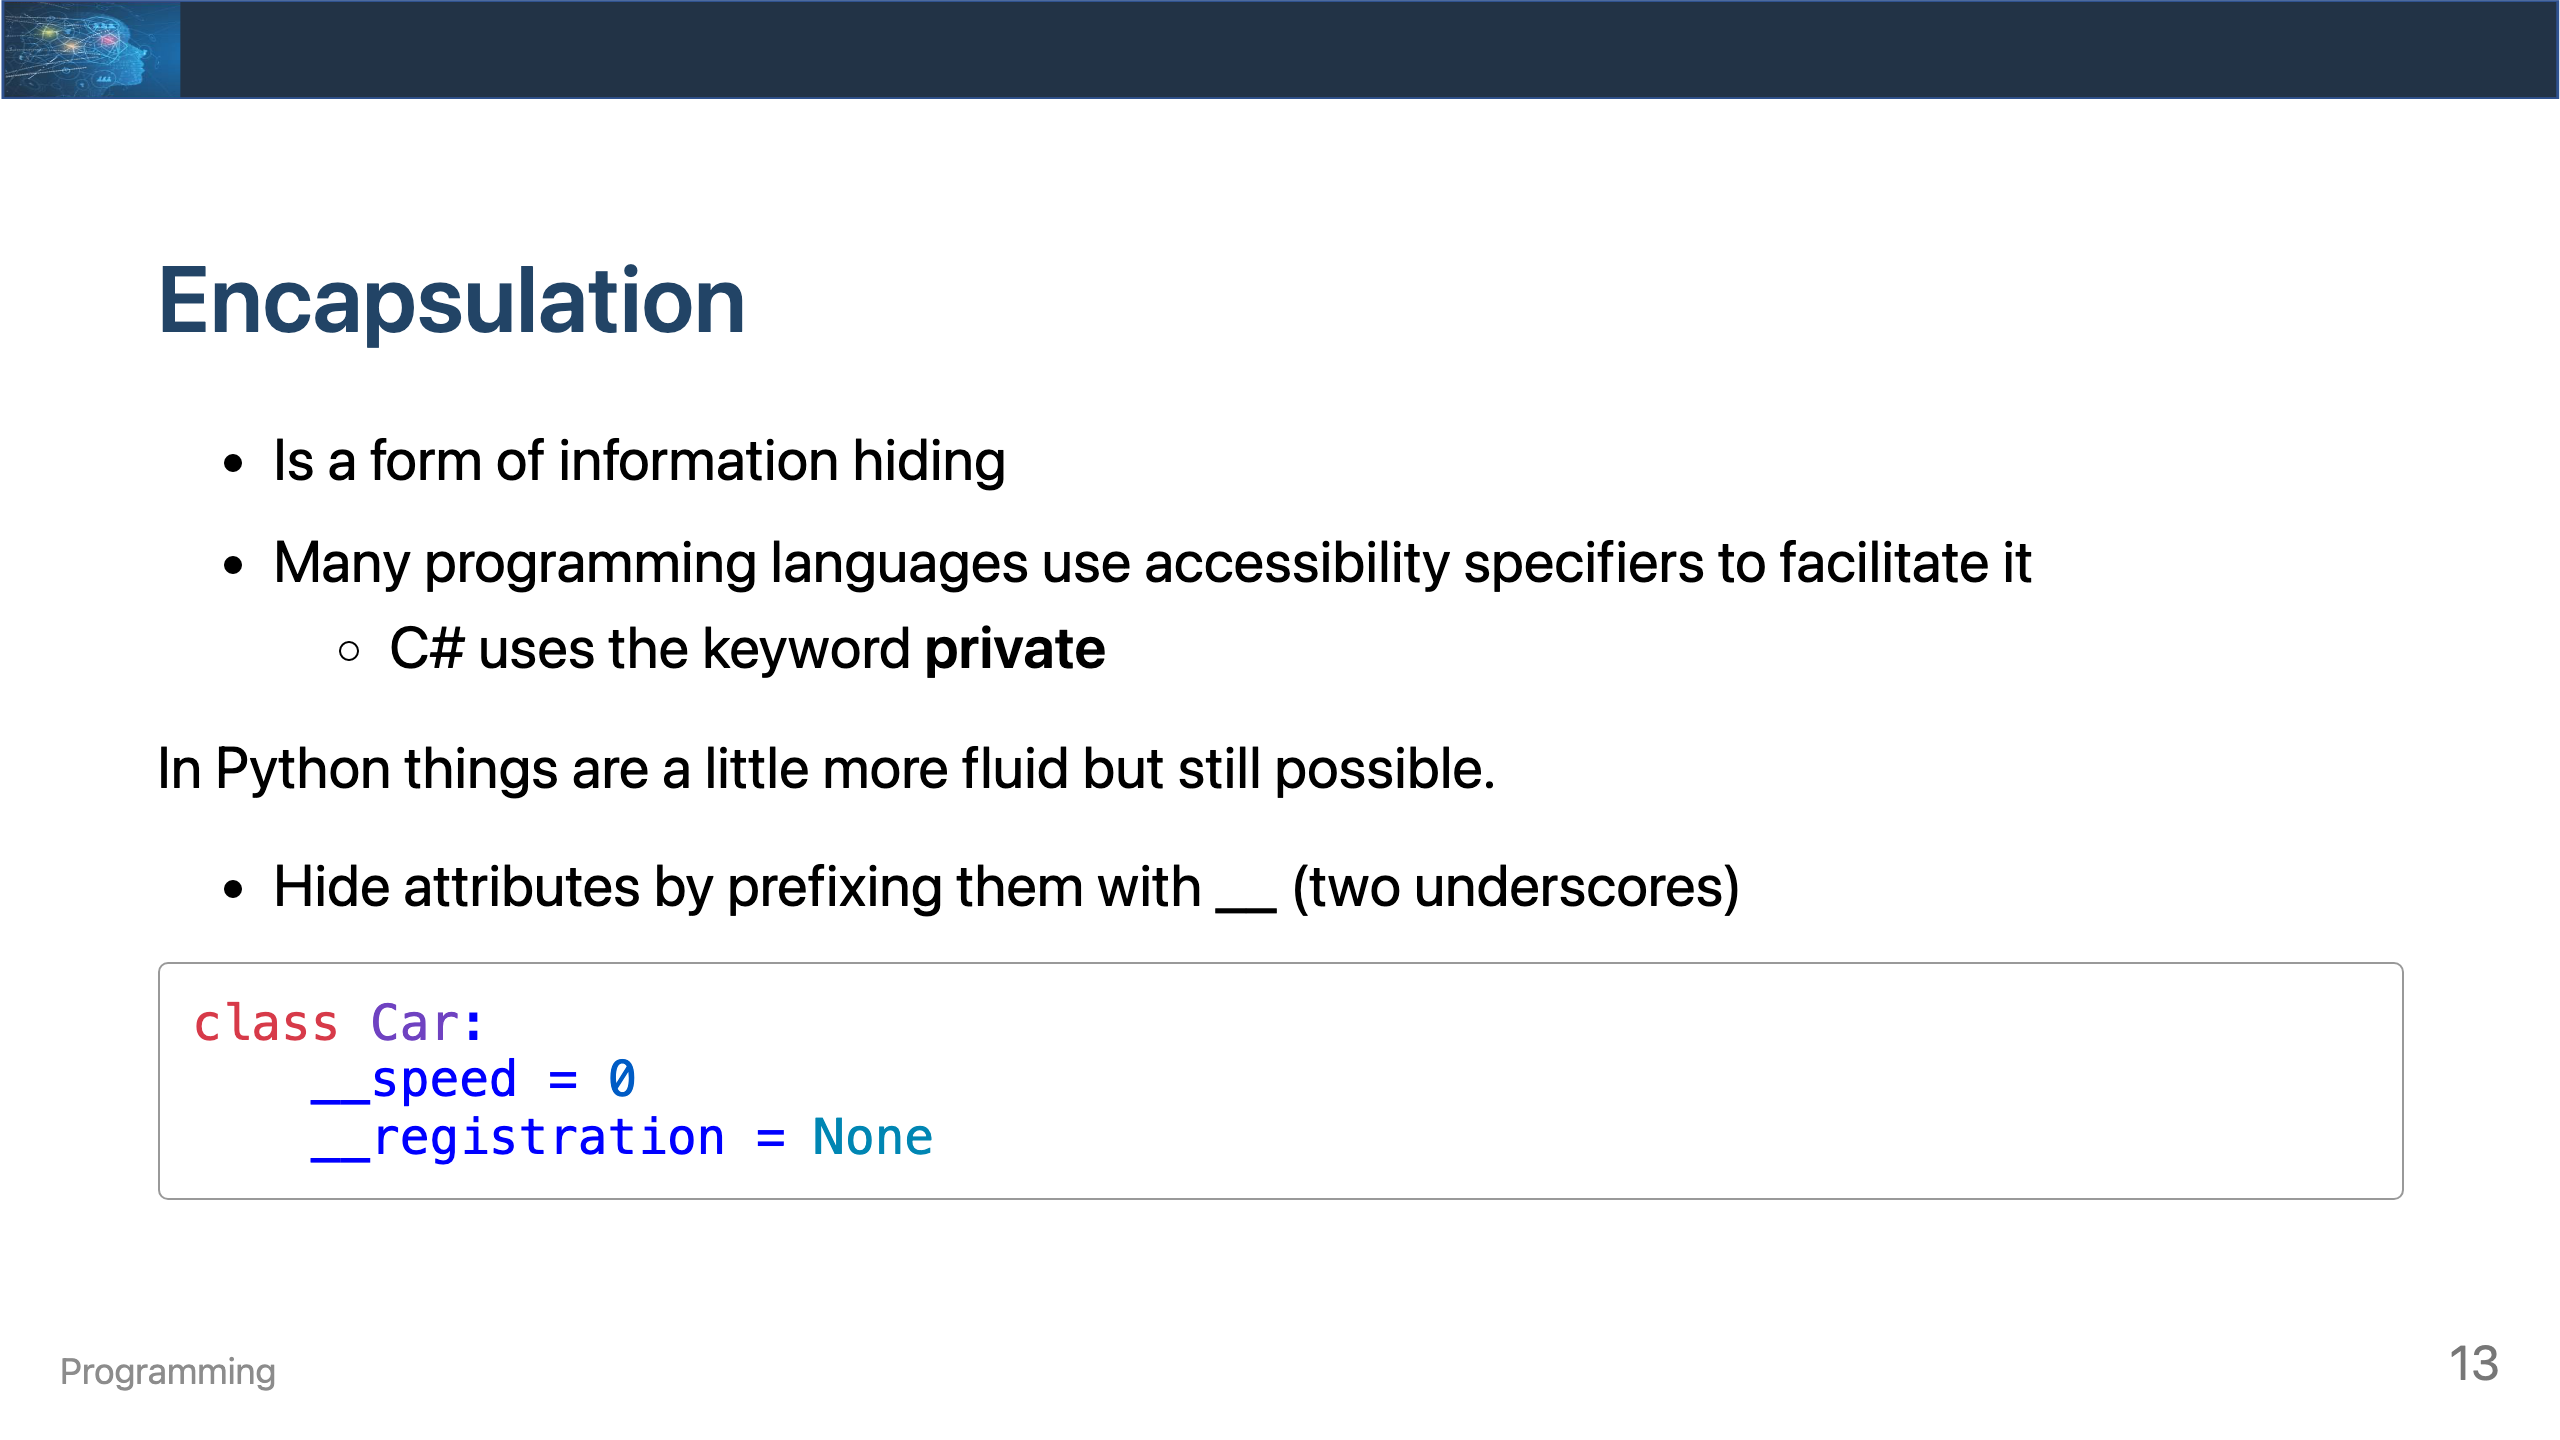 Encapsulation
• Is a form of information hiding
• Many programming languages use accessibility specifiers to facilitate it
◦ C# uses the keyword private
In Python things are a little more fluid but still possible.
• Hide attributes by prefixing them with __ (two underscores)
class Car:
    __speed = 0
    __registration = None
Programming
13